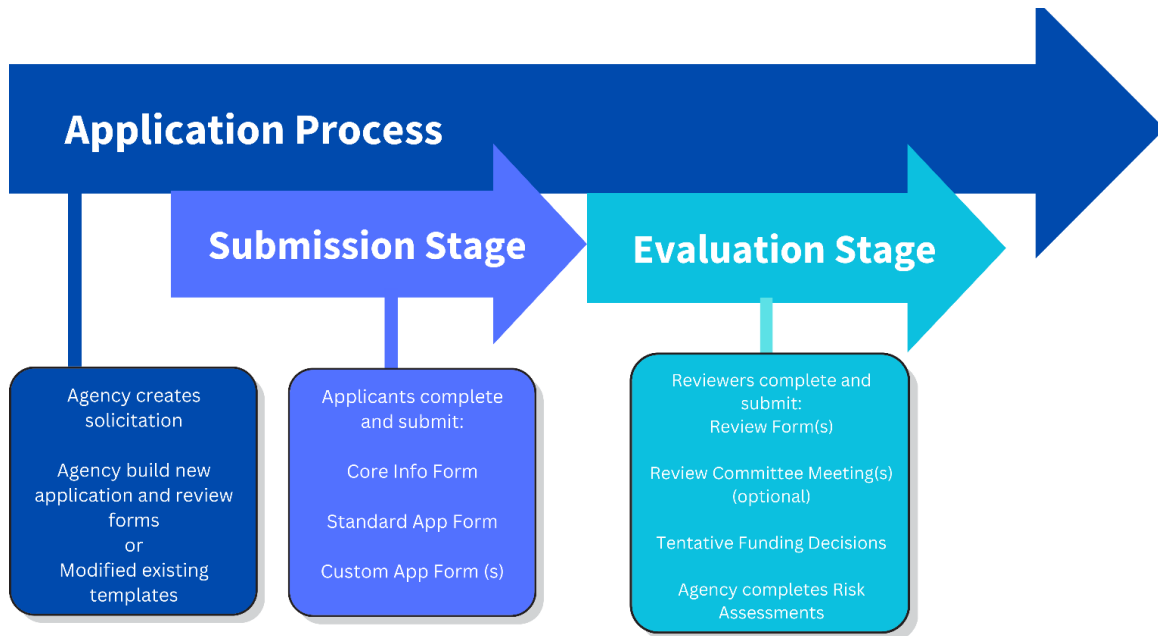 Application Process
Submission Stage
Evaluation Stage
Agency creates
solicitation
Agency build new
application and review
forms
or
Modified existing
templates
Applicants complete
and submit:
Core Info Form
Standard App Form
Custom App Form (s)
Reviewers complete and
submit:
Review Form(s)
Review Committee Meeting(s)
(optional)
Tentative Funding Decisions
Agency completes Risk
Assessments